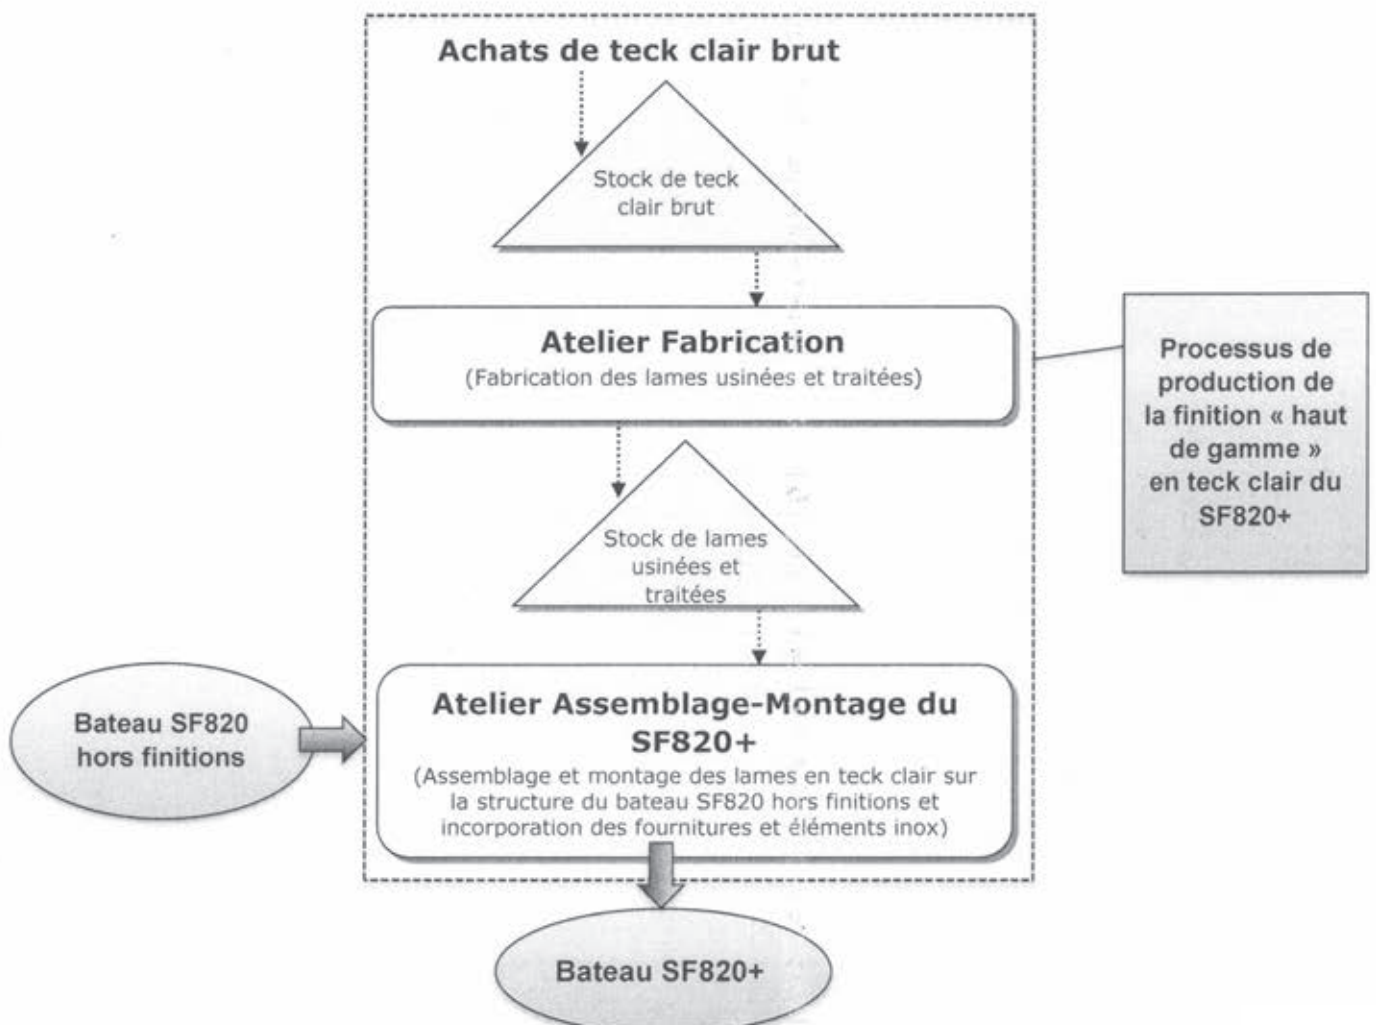 Achats de teck clair brut
Stock de teck
clair brut
Atelier Fabrication
(Fabrication des lames usinées et traitées)
Processus de
production de
la finition « haut
de gamme »
en teck clair du
SF820+
Stock de lames
usinées et
traitées
Bateau SF820
hors finitions
Atelier Assemblage-Montage du
SF820+
(Assemblage et montage des lames en teck clair sur
la structure du bateau SF820 hors finitions et
incorporation des fournitures et éléments inox)
Bateau SF820+